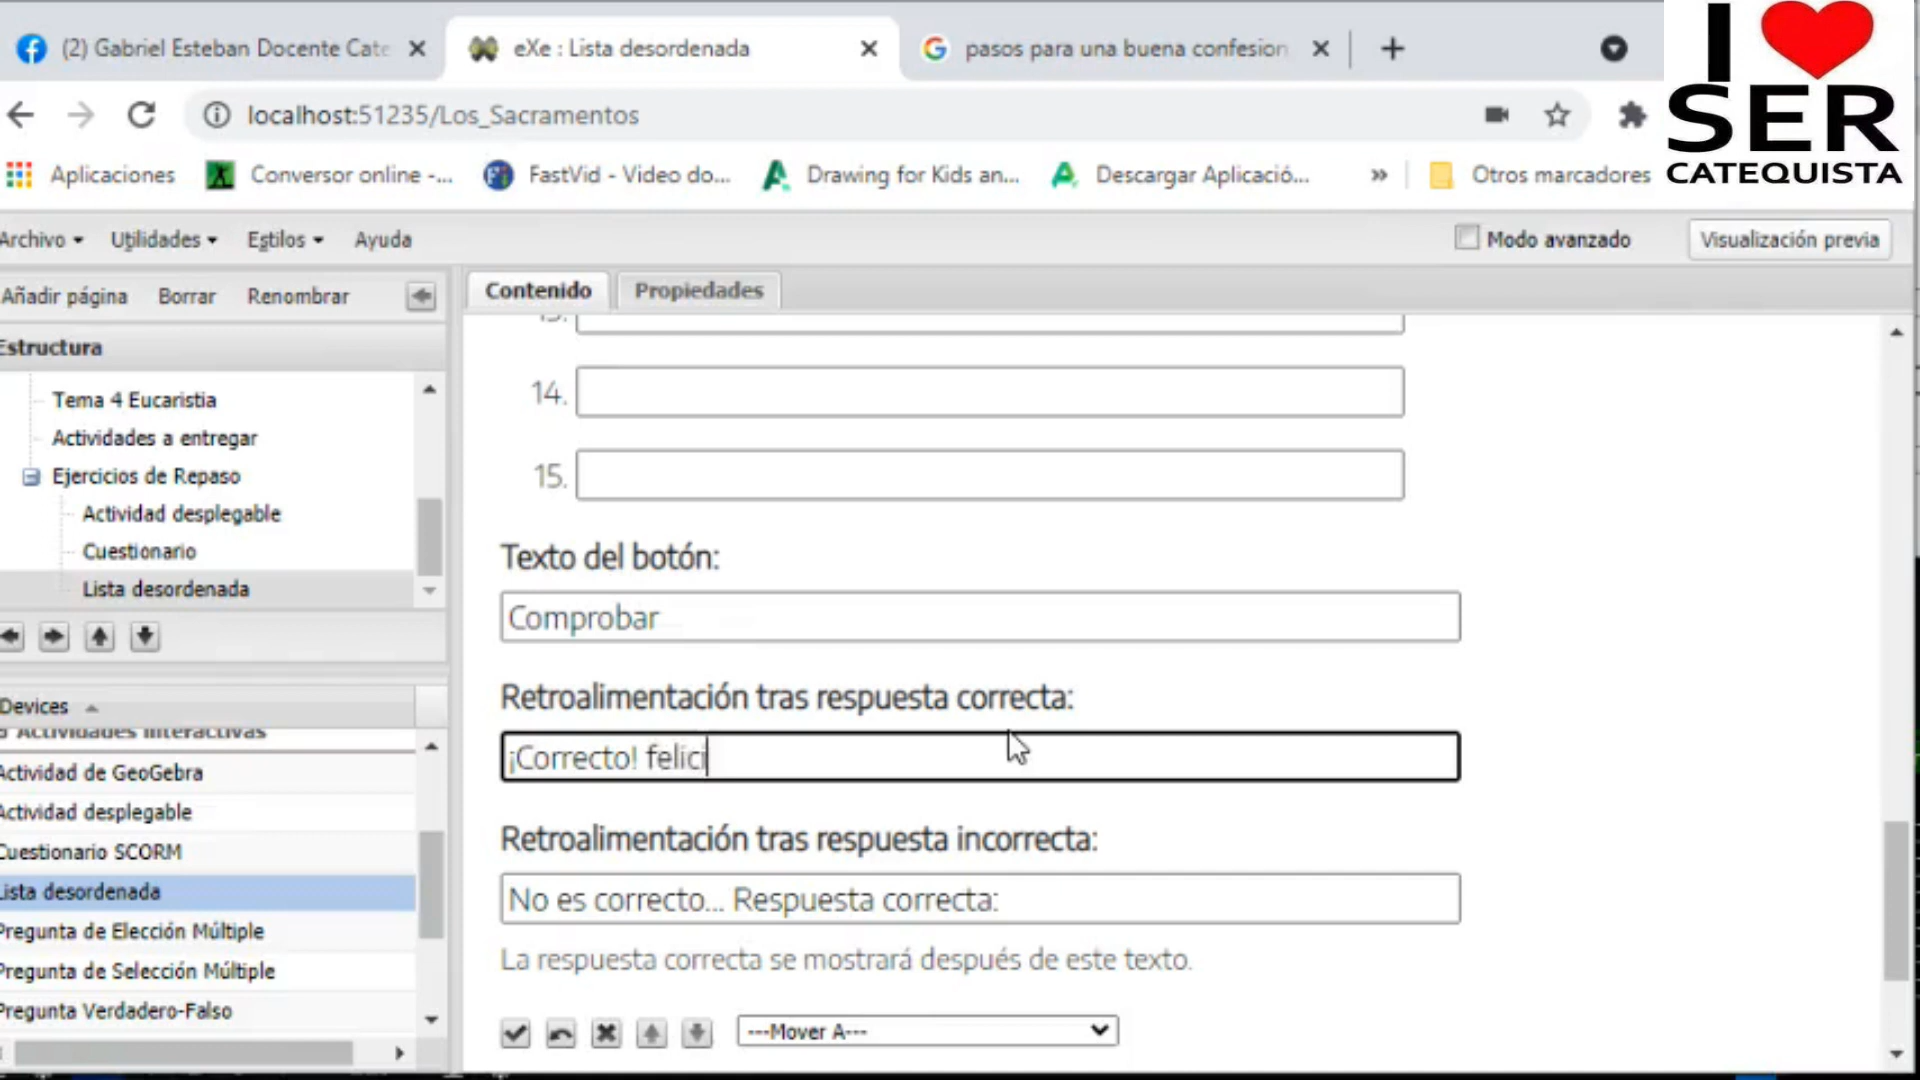 (2) Gabriel Esteban Docente Cate
eXe : Lista desordenada
pasos para una buena confesion
I
SER
CATEQUISTA
localhost:51235/Los_Sacramentos
Aplicaciones
Conversor online -...
FastVid - Video do...
Drawing for Kids an...
Descargar Aplicació...
»
Otros marcadores
Archivo
Utilidades
Estilos
Ayuda
Modo avanzado
Visualización previa
Añadir página
Borrar
Renombrar
Contenido
Propiedades
Estructura
Tema 4 Eucaristia
Actividades a entregar
Ejercicios de Repaso
Actividad desplegable
Cuestionario
Lista desordenada
Devices
Actividades interactivas
Actividad de GeoGebra
Actividad desplegable
Cuestionario SCORM
Lista desordenada
Pregunta de Elección Múltiple
Pregunta de Selección Múltiple
Pregunta Verdadero-Falso
14.
15.
Texto del botón:
Comprobar
Retroalimentación tras respuesta correcta:
¡Correcto! felici
Retroalimentación tras respuesta incorrecta:
No es correcto... Respuesta correcta:
La respuesta correcta se mostrará después de este texto.
---Mover A---